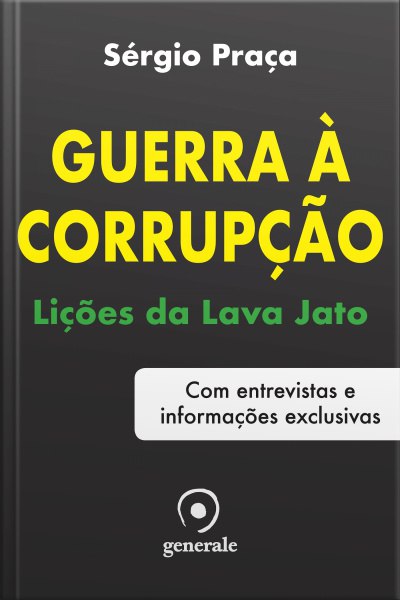 Sérgio Praça
GUERRA À
CORRUPÇÃO
Lições da Lava Jato
Com entrevistas e
informações exclusivas
generale